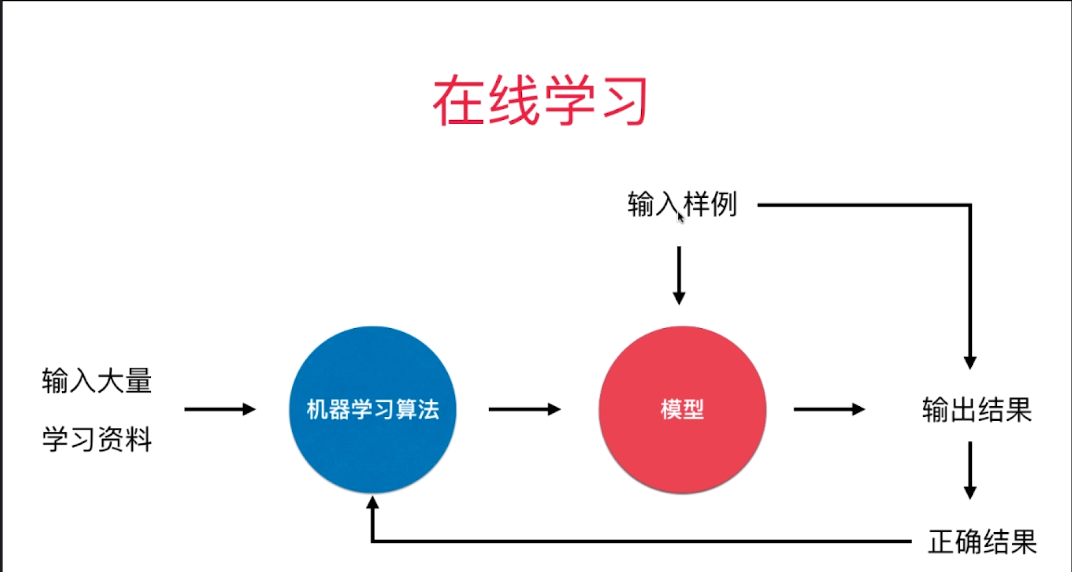 在线学习
输入样例
输入大量
学习资料
机器学习算法
模型
输出结果
正确结果